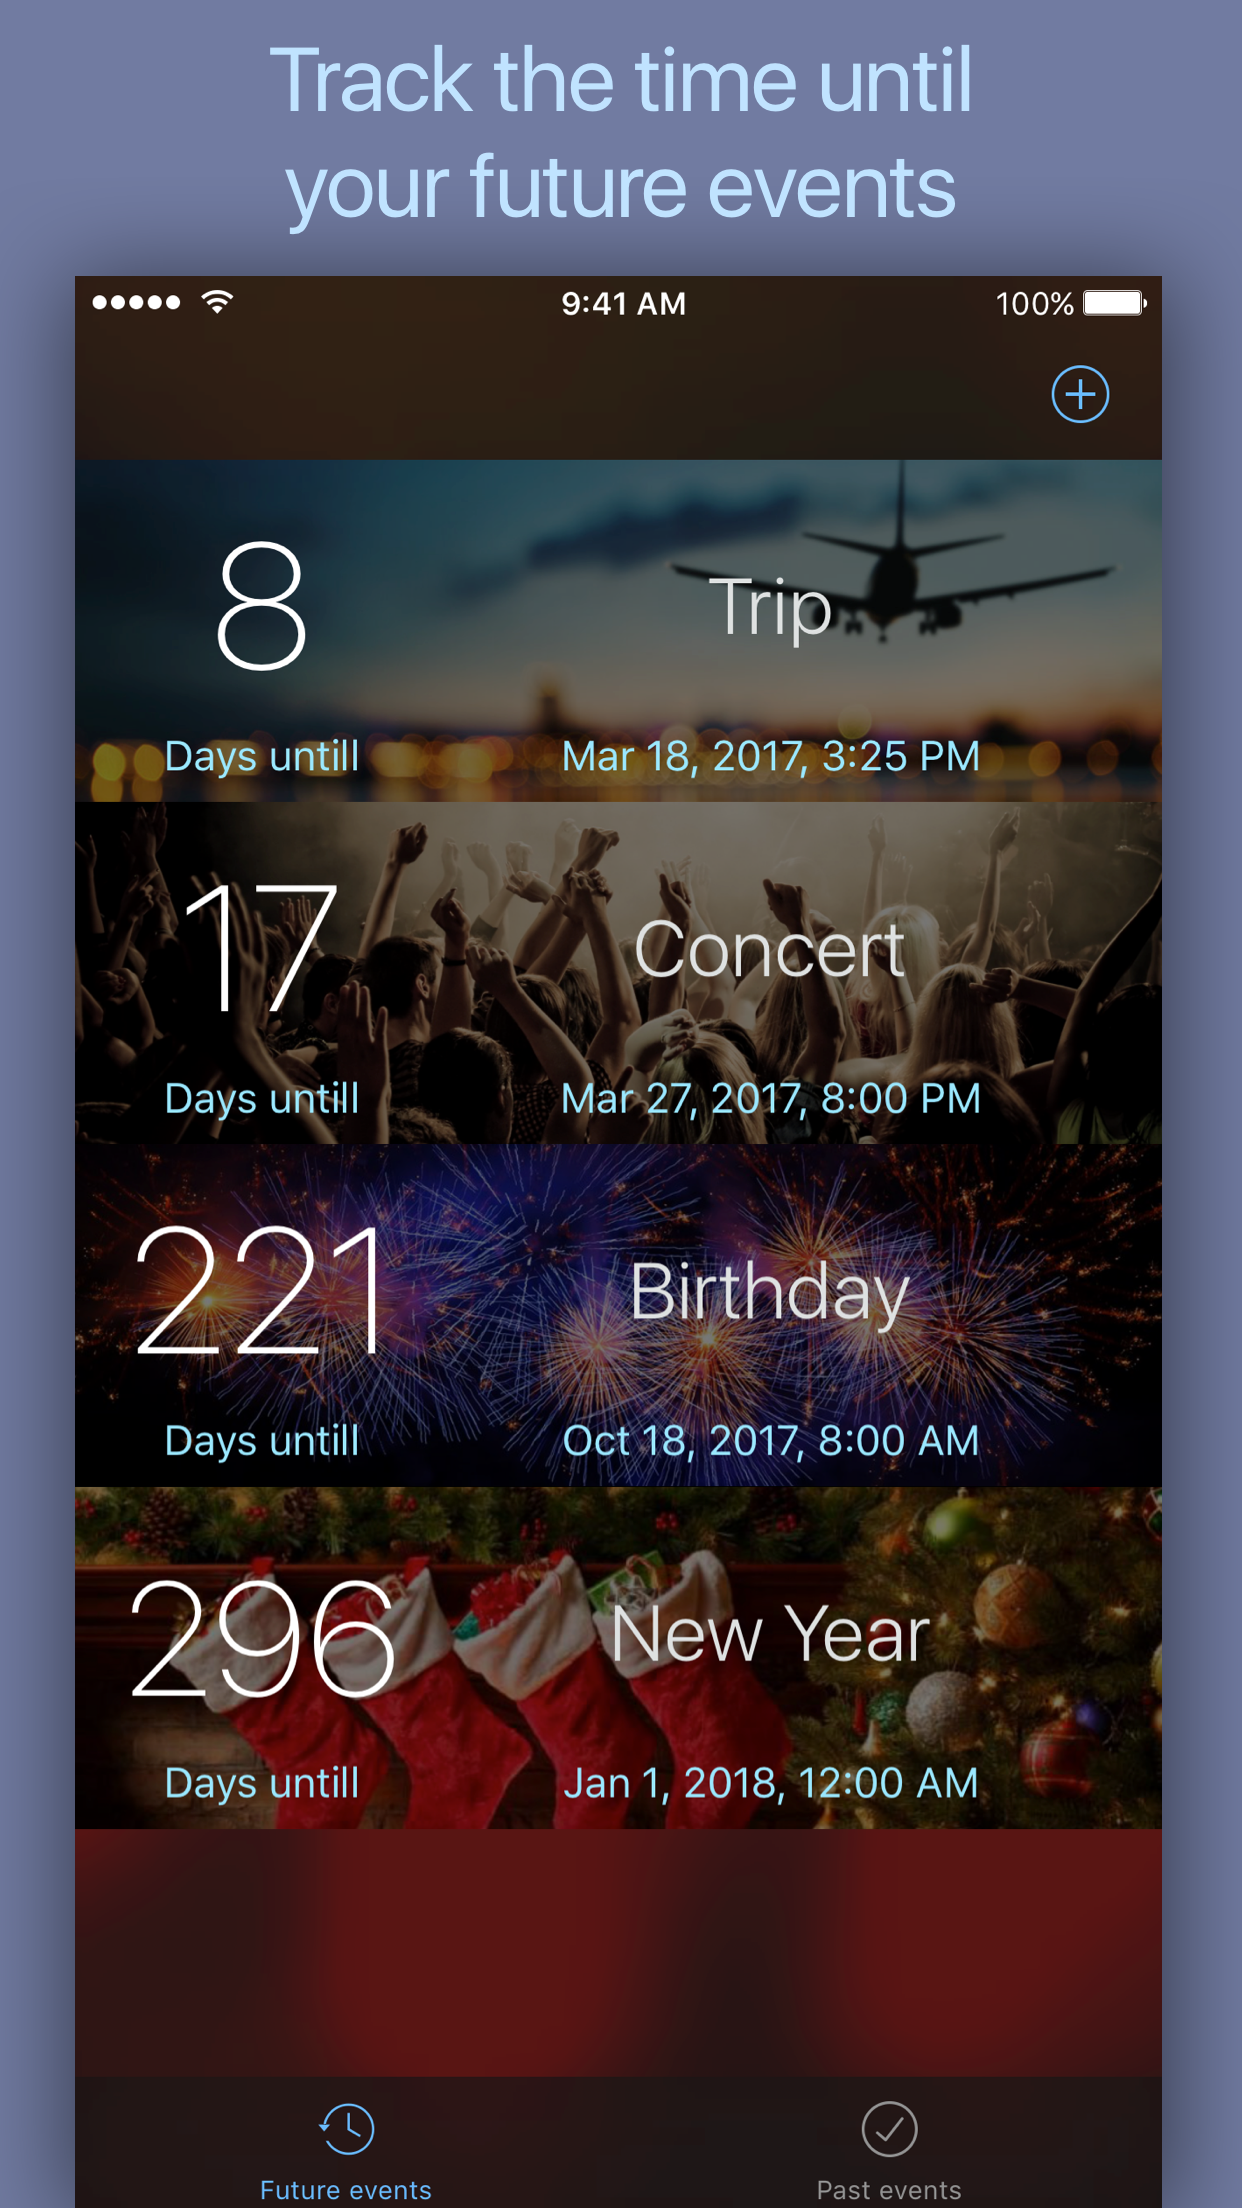 Track the time until
your future events
9:41 AM
100%
8
Trip
Days untill
Mar 18, 2017, 3:25 PM
17
Concert
Days untill
Mar 27, 2017, 8:00 PM
221
Birthday
Days untill
Oct 18, 2017, 8:00 AM
296
New Year
Days untill
Jan 1, 2018, 12:00 AM
Future events
Past events